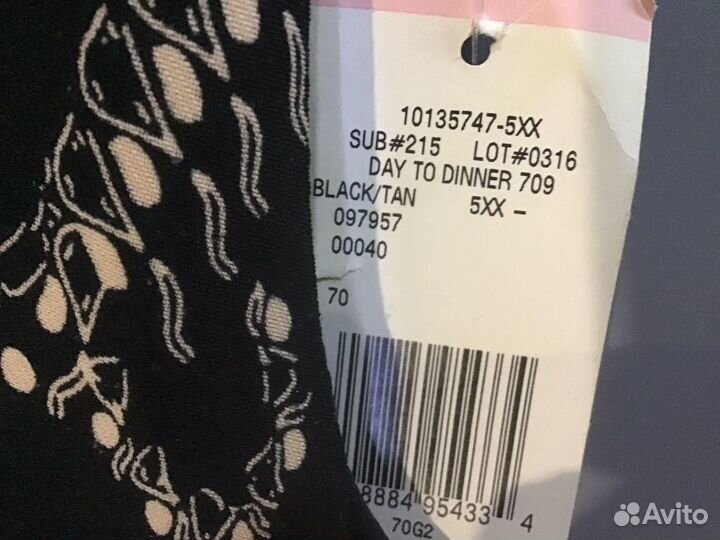 10135747-5XX
SUB#215 LOT#0316
DAY TO DINNER 709
BLACK/TAN 5XX -
097957
00040
70
8884 95433 4
70G2
Avito